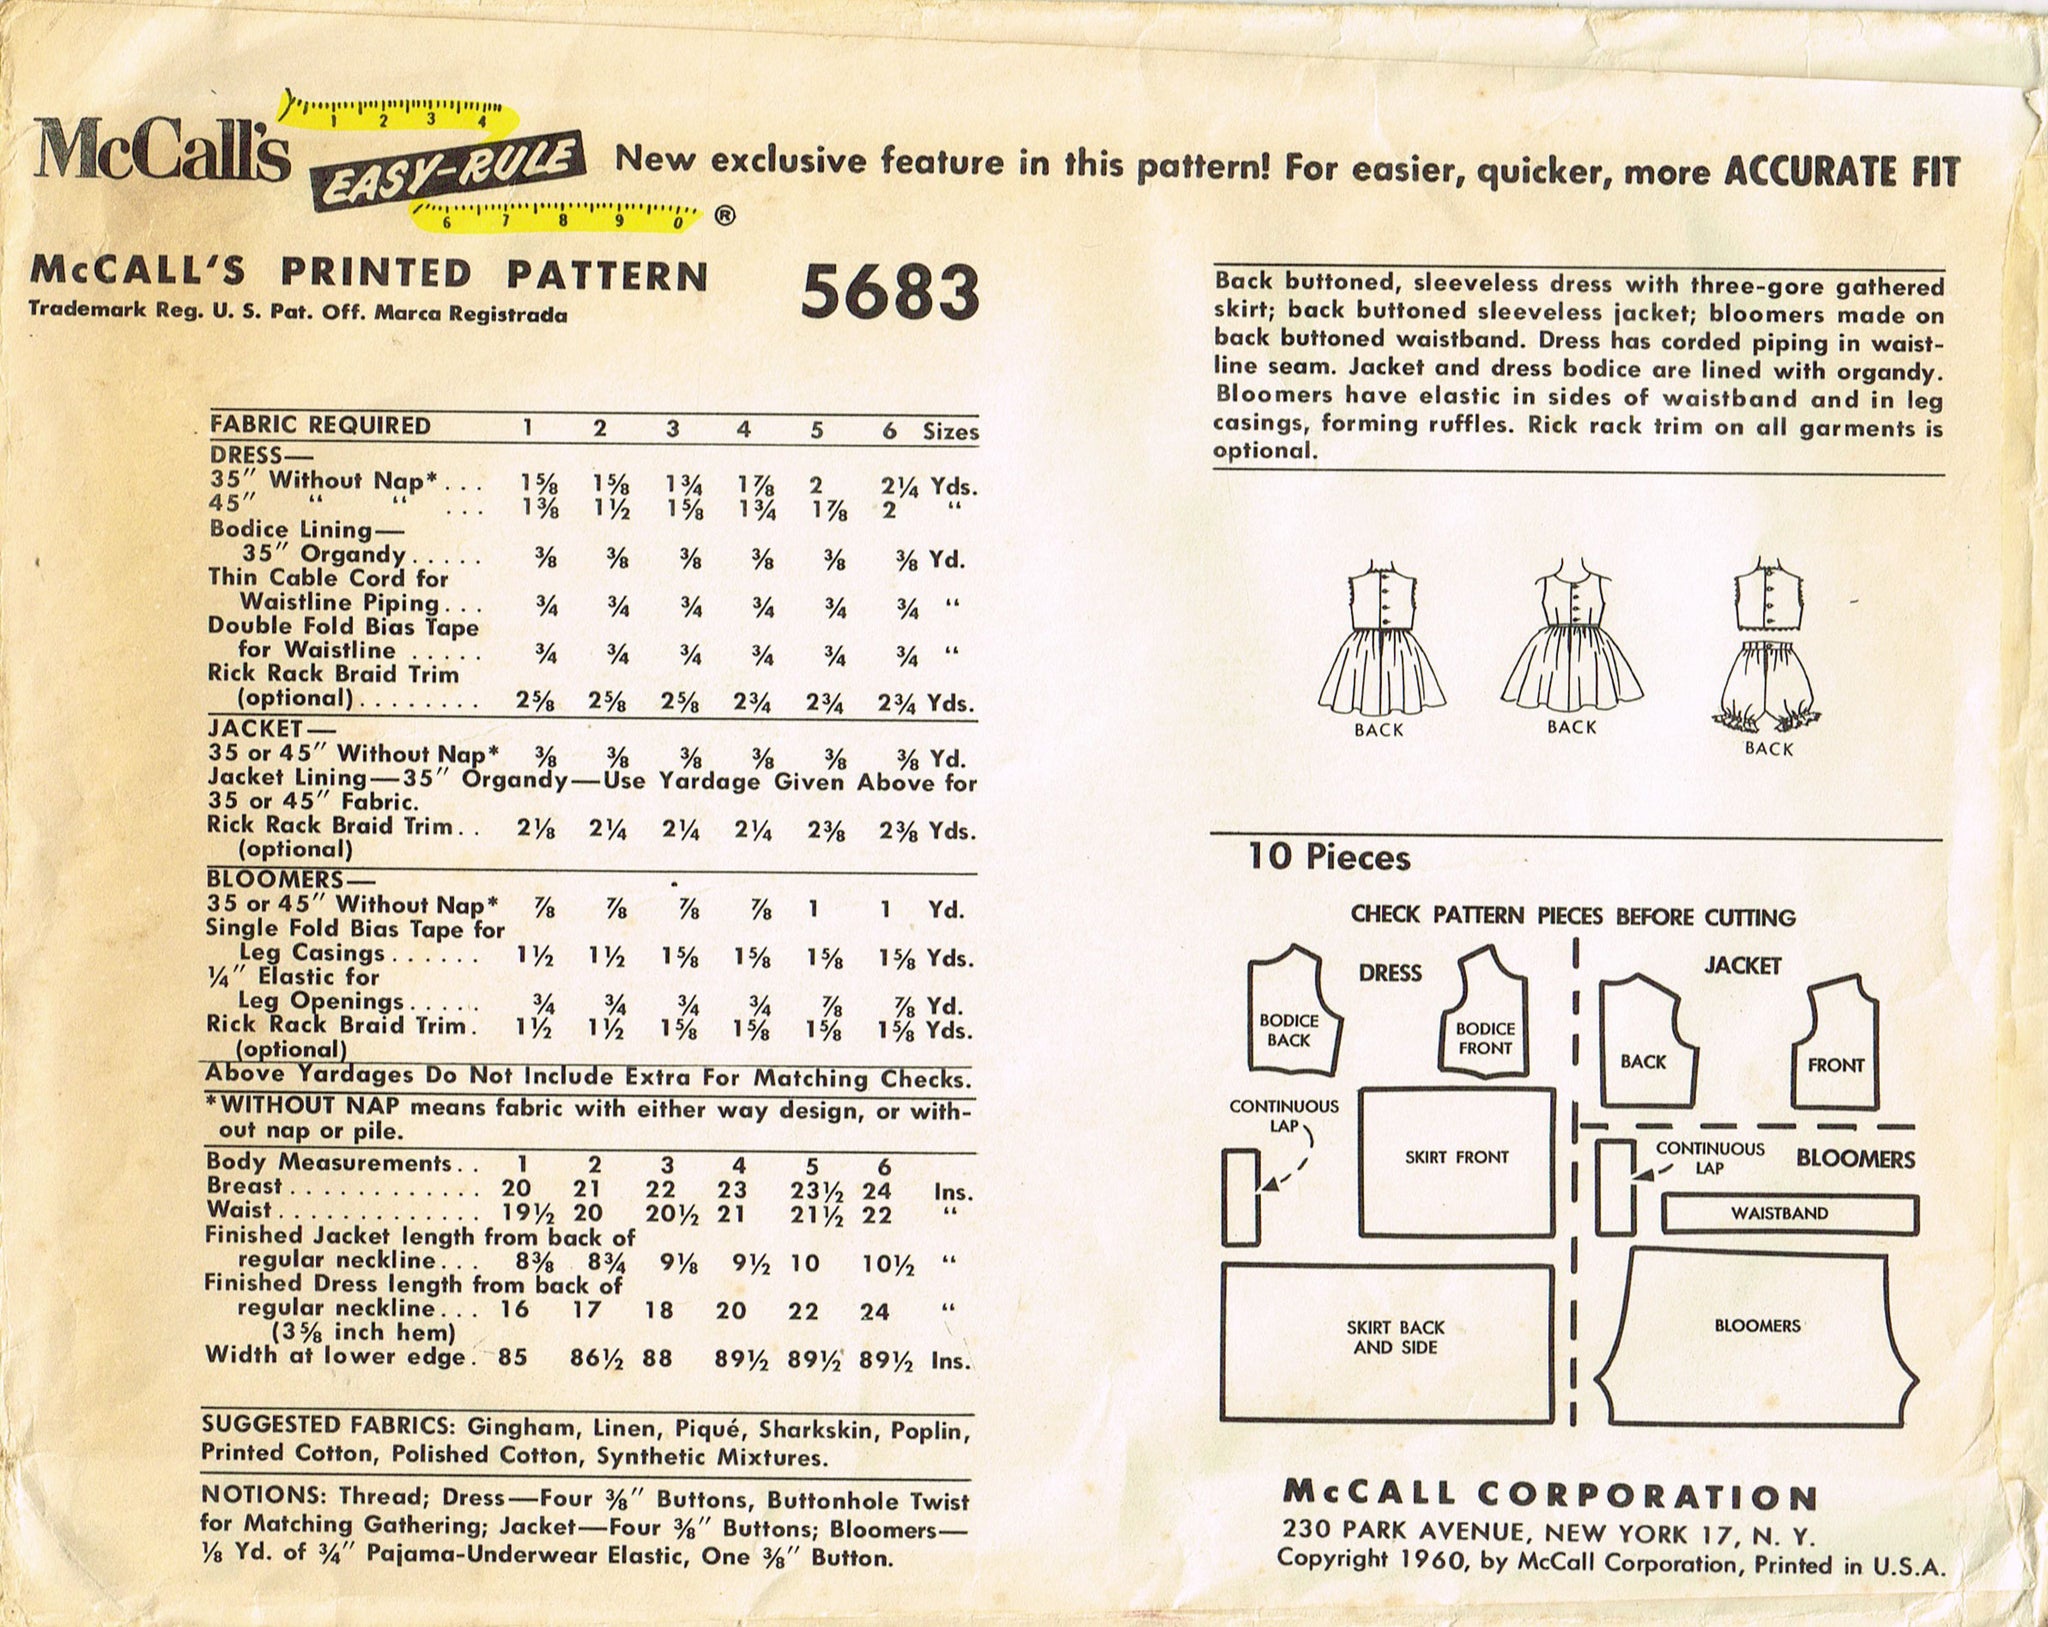 1 2 3 4
McCall's EASY-RULE New exclusive feature in this pattern! For easier, quicker, more ACCURATE FIT
6 7 8 9 0 ®
McCALL'S PRINTED PATTERN 5683
Trademark Reg. U. S. Pat. Off. Marca Registrada
FABRIC REQUIRED 1 2 3 4 5 6 Sizes
DRESS—
35" Without Nap* . . . 1⅝ 1⅝ 1¾ 1⅞ 2 2¼ Yds.
45" " " . . . 1⅜ 1½ 1⅝ 1¾ 1⅞ 2 "
Bodice Lining—
35" Organdy . . . . . ⅜ ⅜ ⅜ ⅜ ⅜ ⅜ Yd.
Thin Cable Cord for
Waistline Piping . . . ¾ ¾ ¾ ¾ ¾ ¾ "
Double Fold Bias Tape
for Waistline . . . . . ¾ ¾ ¾ ¾ ¾ ¾ "
Rick Rack Braid Trim
(optional) . . . . . . . . 2⅝ 2⅝ 2⅝ 2¾ 2¾ 2¾ Yds.
JACKET—
35 or 45" Without Nap* ⅜ ⅜ ⅜ ⅜ ⅜ ⅜ Yd.
Jacket Lining—35" Organdy—Use Yardage Given Above for
35 or 45" Fabric.
Rick Rack Braid Trim . . 2⅛ 2¼ 2¼ 2¼ 2⅜ 2⅜ Yds.
(optional)
BLOOMERS—
35 or 45" Without Nap* ⅞ ⅞ ⅞ ⅞ 1 1 Yd.
Single Fold Bias Tape for
Leg Casings . . . . . . 1½ 1½ 1⅝ 1⅝ 1⅝ 1⅝ Yds.
¼" Elastic for
Leg Openings . . . . . ¾ ¾ ¾ ¾ ⅞ ⅞ Yd.
Rick Rack Braid Trim . 1½ 1½ 1⅝ 1⅝ 1⅝ 1⅝ Yds.
(optional)
Above Yardages Do Not Include Extra For Matching Checks.
*WITHOUT NAP means fabric with either way design, or with-
out nap or pile.
Body Measurements . . 1 2 3 4 5 6
Breast . . . . . . . . . . . . 20 21 22 23 23½ 24 Ins.
Waist . . . . . . . . . . . . . 19½ 20 20½ 21 21½ 22 "
Finished Jacket length from back of
regular neckline . . . 8⅜ 8¾ 9⅛ 9½ 10 10½ "
Finished Dress length from back of
regular neckline . . . 16 17 18 20 22 24 "
(3⅝ inch hem)
Width at lower edge . 85 86½ 88 89½ 89½ 89½ Ins.
SUGGESTED FABRICS: Gingham, Linen, Piqué, Sharkskin, Poplin,
Printed Cotton, Polished Cotton, Synthetic Mixtures.
NOTIONS: Thread; Dress—Four ⅜" Buttons, Buttonhole Twist
for Matching Gathering; Jacket—Four ⅜" Buttons; Bloomers—
⅛ Yd. of ¾" Pajama-Underwear Elastic, One ⅜" Button.
Back buttoned, sleeveless dress with three-gore gathered
skirt; back buttoned sleeveless jacket; bloomers made on
back buttoned waistband. Dress has corded piping in waist-
line seam. Jacket and dress bodice are lined with organdy.
Bloomers have elastic in sides of waistband and in leg
casings, forming ruffles. Rick rack trim on all garments is
optional.
BACK BACK BACK
10 Pieces
CHECK PATTERN PIECES BEFORE CUTTING
DRESS JACKET
BODICE
BACK
BODICE
FRONT
BACK
FRONT
CONTINUOUS
LAP
SKIRT FRONT
CONTINUOUS
LAP
BLOOMERS
WAISTBAND
SKIRT BACK
AND SIDE
BLOOMERS
McCALL CORPORATION
230 PARK AVENUE, NEW YORK 17, N. Y.
Copyright 1960, by McCall Corporation, Printed in U.S.A.